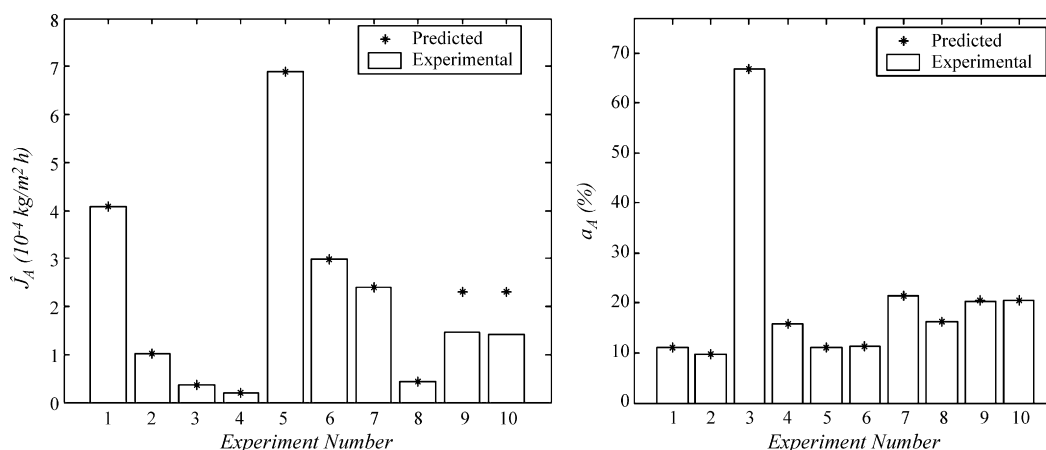 8
7
6
5
4
3
2
1
0
Ĵ_A (10⁻⁴ kg/m² h)
Predicted
Experimental
1 2 3 4 5 6 7 8 9 10
Experiment Number
70
60
50
40
30
20
10
0
a_A (%)
Predicted
Experimental
1 2 3 4 5 6 7 8 9 10
Experiment Number